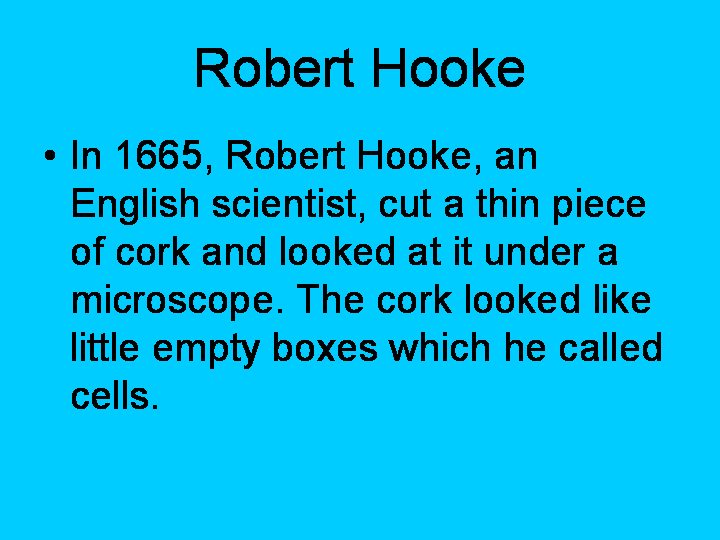 Robert Hooke
• In 1665, Robert Hooke, an
English scientist, cut a thin piece
of cork and looked at it under a
microscope. The cork looked like
little empty boxes which he called
cells.